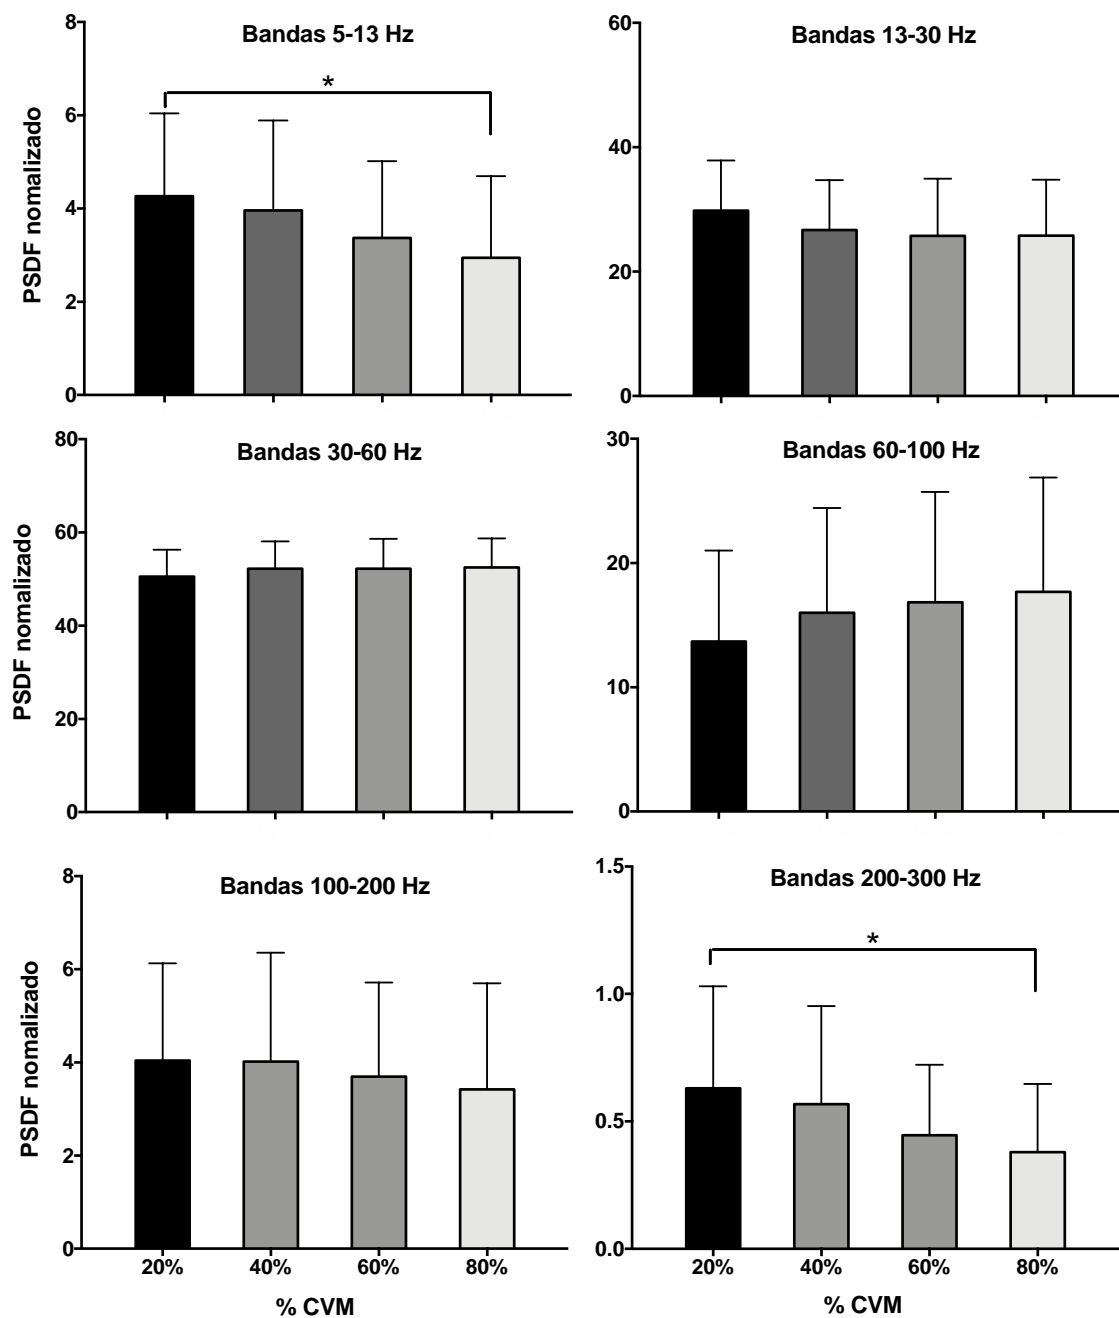 Bandas 5-13 Hz
8
6
4
2
0
PSDF nomalizado
*
Bandas 13-30 Hz
60
40
20
0
Bandas 30-60 Hz
80
60
40
20
0
PSDF nomalizado
Bandas 60-100 Hz
30
20
10
0
Bandas 100-200 Hz
8
6
4
2
0
PSDF nomalizado
20% 40% 60% 80%
% CVM
Bandas 200-300 Hz
1.5
1.0
0.5
0.0
*
20% 40% 60% 80%
% CVM